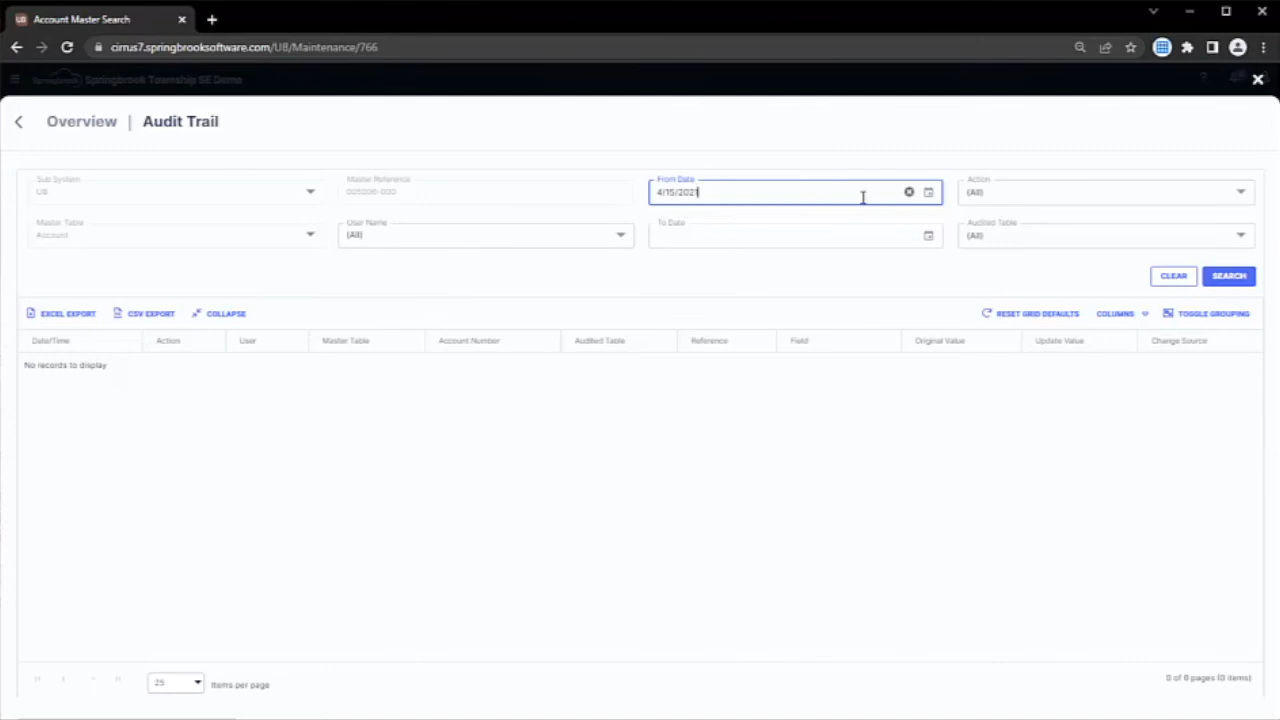 Account Master Search
cirrus7.springbrooksoftware.com/UB/Maintenance/766
Springbrook Township SE Demo
Overview | Audit Trail
Sub System
UB
Master Reference
From Date
4/15/2021
Action
(All)
Master Table
Account
User Name
(All)
To Date
Audited Table
(All)
CLEAR
SEARCH
EXCEL EXPORT
CSV EXPORT
COLLAPSE
RESET GRID DEFAULTS
COLUMNS
TOGGLE GROUPING
Date/Time Action User Master Table Account Number Audited Table Reference Field Original Value Update Value Change Source
No records to display
25
Items per page
0 of 0 pages (0 items)